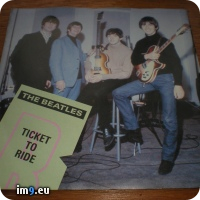 THE BEATLES
TICKET
TO
RIDE
im9.eu